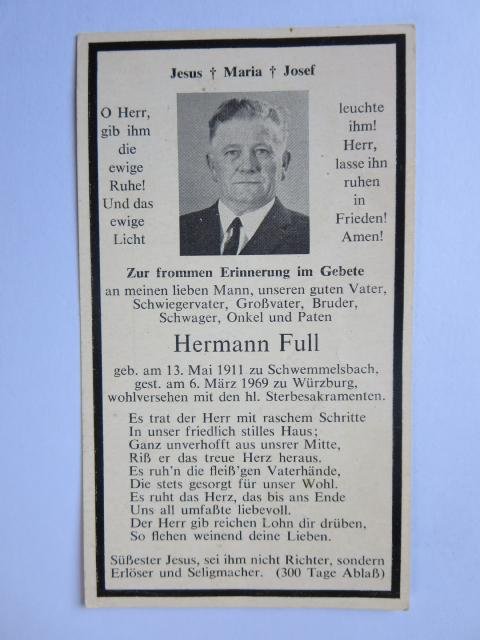 Jesus † Maria † Josef
O Herr,
gib ihm
die
ewige
Ruhe!
Und das
ewige
Licht
leuchte
ihm!
Herr,
lasse ihn
ruhen
in
Frieden!
Amen!
Zur frommen Erinnerung im Gebete
an meinen lieben Mann, unseren guten Vater,
Schwiegervater, Großvater, Bruder,
Schwager, Onkel und Paten
Hermann Full
geb. am 13. Mai 1911 zu Schwemmelsbach,
gest. am 6. März 1969 zu Würzburg,
wohlversehen mit den hl. Sterbesakramenten.
Es trat der Herr mit raschem Schritte
In unser friedlich stilles Haus;
Ganz unverhofft aus unsrer Mitte,
Riß er das treue Herz heraus.
Es ruh'n die fleiß'gen Vaterhände,
Die stets gesorgt für unser Wohl.
Es ruht das Herz, das bis ans Ende
Uns all umfaßte liebevoll.
Der Herr gib reichen Lohn dir drüben,
So flehen weinend deine Lieben.
Süßester Jesus, sei ihm nicht Richter, sondern
Erlöser und Seligmacher. (300 Tage Ablaß)